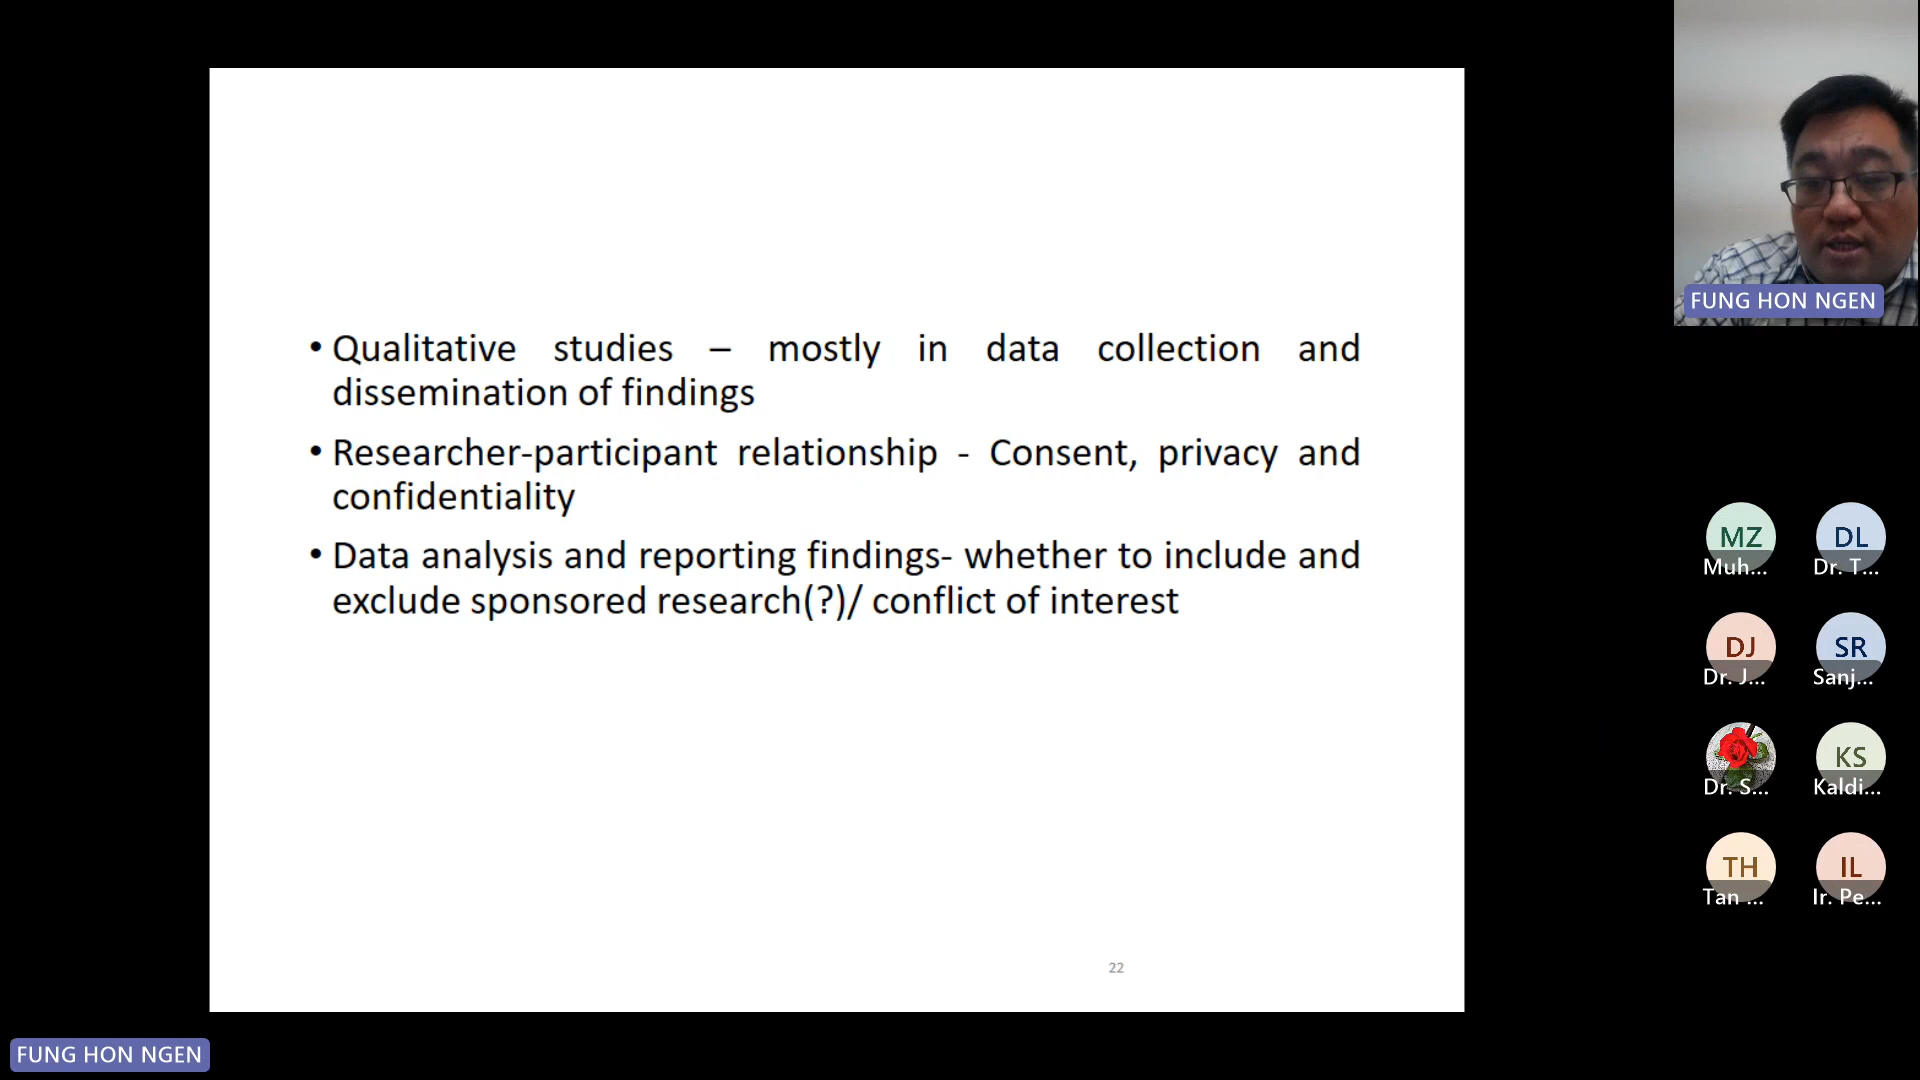 • Qualitative studies – mostly in data collection and
dissemination of findings
• Researcher-participant relationship - Consent, privacy and
confidentiality
• Data analysis and reporting findings- whether to include and
exclude sponsored research(?)/ conflict of interest
22
FUNG HON NGEN
MZ
Muh...
DL
Dr. T...
DJ
Dr. J...
SR
Sanj...
Dr. S...
KS
Kaldi...
TH
Tan ...
IL
Ir. Pe...
FUNG HON NGEN